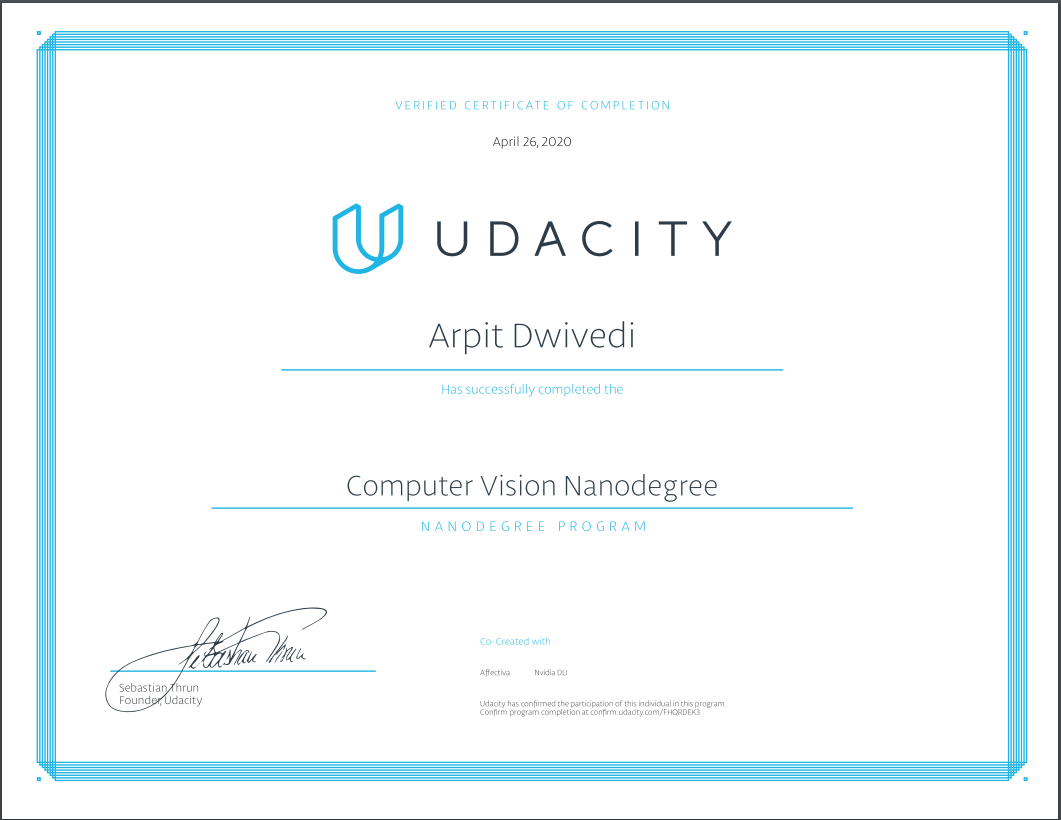 VERIFIED CERTIFICATE OF COMPLETION
April 26, 2020
UDACITY
Arpit Dwivedi
Has successfully completed the
Computer Vision Nanodegree
NANODEGREE PROGRAM
Sebastian Thrun
Sebastian Thrun
Founder, Udacity
Co-Created with
Affectiva Nvidia DLI
Udacity has confirmed the participation of this individual in this program.
Confirm program completion at confirm.udacity.com/FHQRDEK3